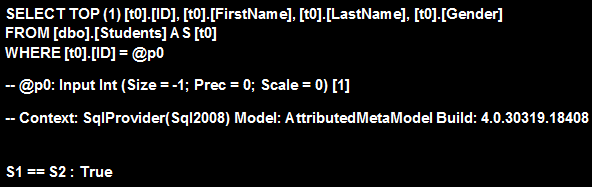 SELECT TOP (1) [t0].[ID], [t0].[FirstName], [t0].[LastName], [t0].[Gender]
FROM [dbo].[Students] A S [t0]
WHERE [t0].[ID] = @p0
-- @p0: Input Int (Size = -1; Prec = 0; Scale = 0) [1]
-- Context: SqlProvider(Sql2008) Model: AttributedMetaModel Build: 4.0.30319.18408
S1 == S2 : True